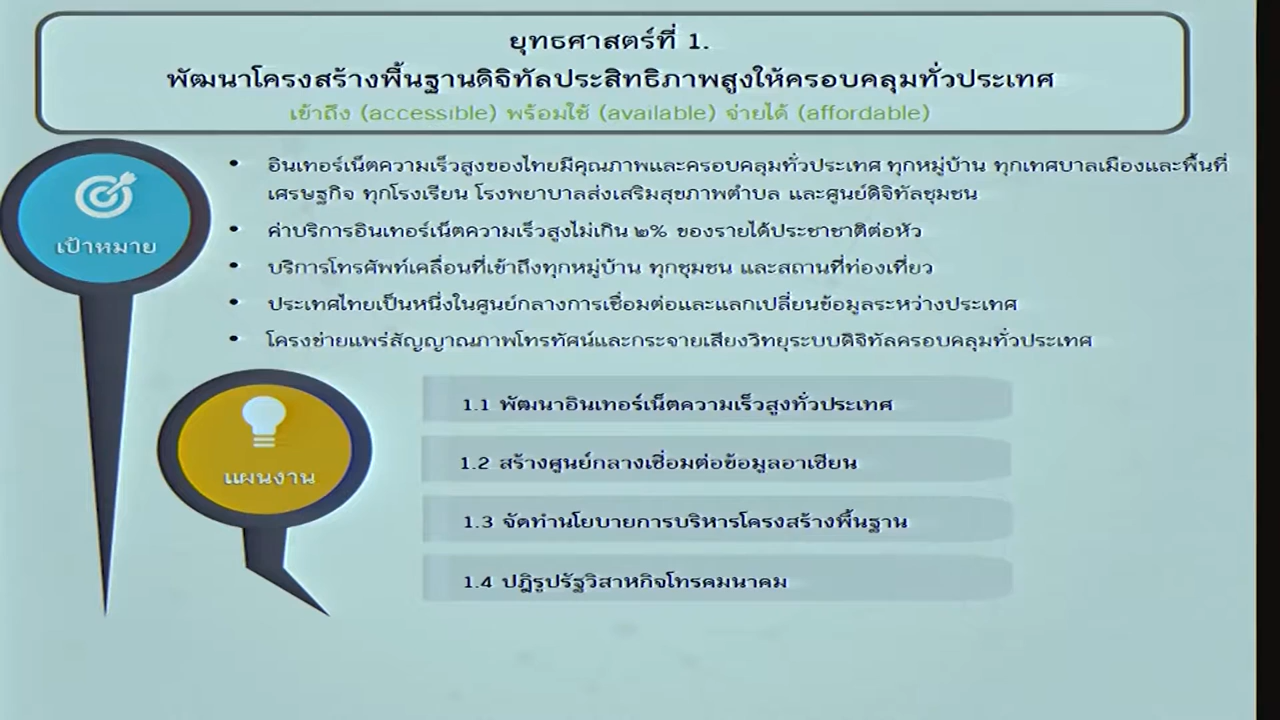 ยุทธศาสตร์ที่ 1.
พัฒนาโครงสร้างพื้นฐานดิจิทัลประสิทธิภาพสูงให้ครอบคลุมทั่วประเทศ
เข้าถึง (accessible) พร้อมใช้ (available) จ่ายได้ (affordable)
เป้าหมาย
• อินเทอร์เน็ตความเร็วสูงของไทยมีคุณภาพและครอบคลุมทั่วประเทศ ทุกหมู่บ้าน ทุกเทศบาลเมืองและพื้นที่
เศรษฐกิจ ทุกโรงเรียน โรงพยาบาลส่งเสริมสุขภาพตำบล และศูนย์ดิจิทัลชุมชน
• ค่าบริการอินเทอร์เน็ตความเร็วสูงไม่เกิน ๒% ของรายได้ประชาชาติต่อหัว
• บริการโทรศัพท์เคลื่อนที่เข้าถึงทุกหมู่บ้าน ทุกชุมชน และสถานที่ท่องเที่ยว
• ประเทศไทยเป็นหนึ่งในศูนย์กลางการเชื่อมต่อและแลกเปลี่ยนข้อมูลระหว่างประเทศ
• โครงข่ายแพร่สัญญาณภาพโทรทัศน์และกระจายเสียงวิทยุระบบดิจิทัลครอบคลุมทั่วประเทศ
แผนงาน
1.1 พัฒนาอินเทอร์เน็ตความเร็วสูงทั่วประเทศ
1.2 สร้างศูนย์กลางเชื่อมต่อข้อมูลอาเซียน
1.3 จัดทำนโยบายการบริหารโครงสร้างพื้นฐาน
1.4 ปฎิรูปรัฐวิสาหกิจโทรคมนาคม